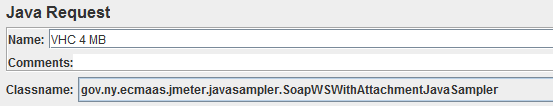 Java Request
Name: VHC 4 MB
Comments:
Classname: gov.ny.ecmaas.jmeter.javasampler.SoapWSWithAttachmentJavaSampler